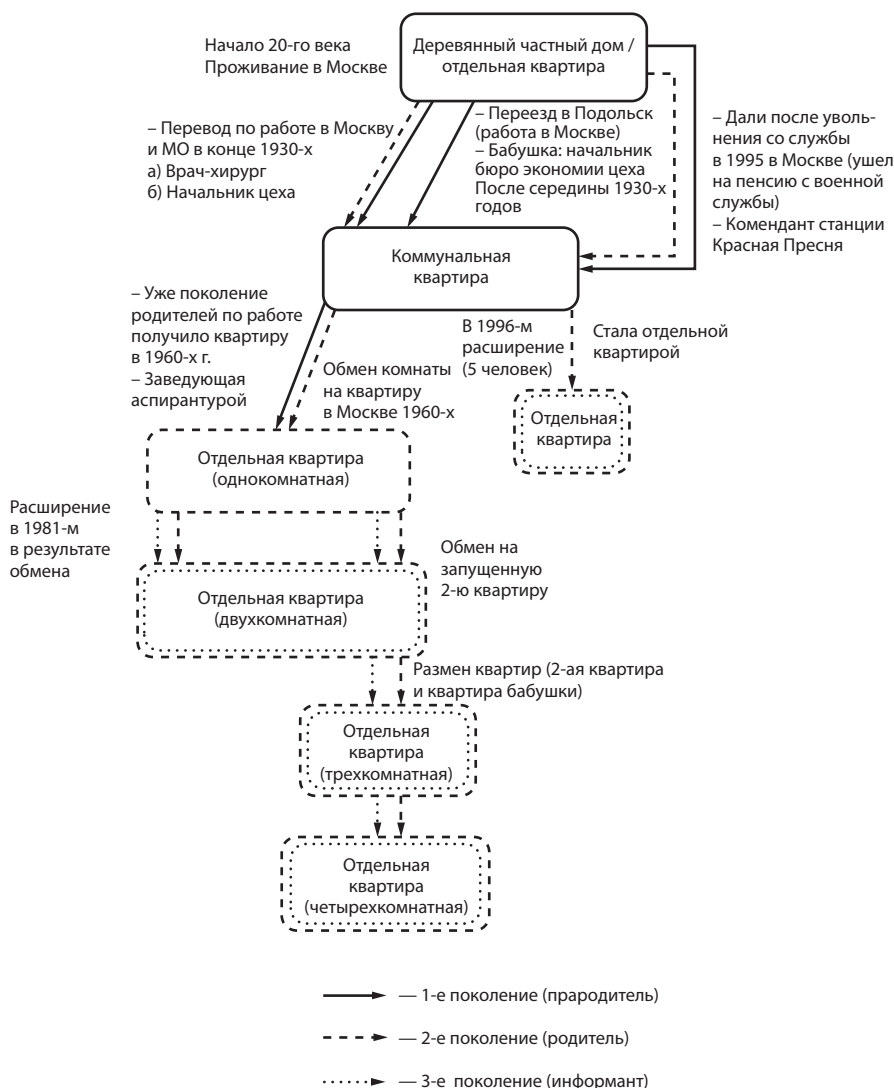 Начало 20-го века
Проживание в Москве
Деревянный частный дом /
отдельная квартира
– Перевод по работе в Москву
и МО в конце 1930-х
а) Врач-хирург
б) Начальник цеха
– Переезд в Подольск
(работа в Москве)
– Бабушка: начальник
бюро экономии цеха
После середины 1930-х
годов
– Дали после уволь-
нения со службы
в 1995 в Москве (ушел
на пенсию с военной
службы)
– Комендант станции
Красная Пресня
Коммунальная
квартира
– Уже поколение
родителей по работе
получило квартиру
в 1960-х г.
– Заведующая
аспирантурой
Обмен комнаты
на квартиру
в Москве 1960-х
В 1996-м
расширение
(5 человек)
Стала отдельной
квартирой
Отдельная
квартира
Отдельная квартира
(однокомнатная)
Расширение
в 1981-м
в результате
обмена
Обмен на
запущенную
2-ю квартиру
Отдельная квартира
(двухкомнатная)
Размен квартир (2-ая квартира
и квартира бабушки)
Отдельная
квартира
(трехкомнатная)
Отдельная
квартира
(четырехкомнатная)
— 1-е поколение (прародитель)
— 2-е поколение (родитель)
— 3-е поколение (информант)